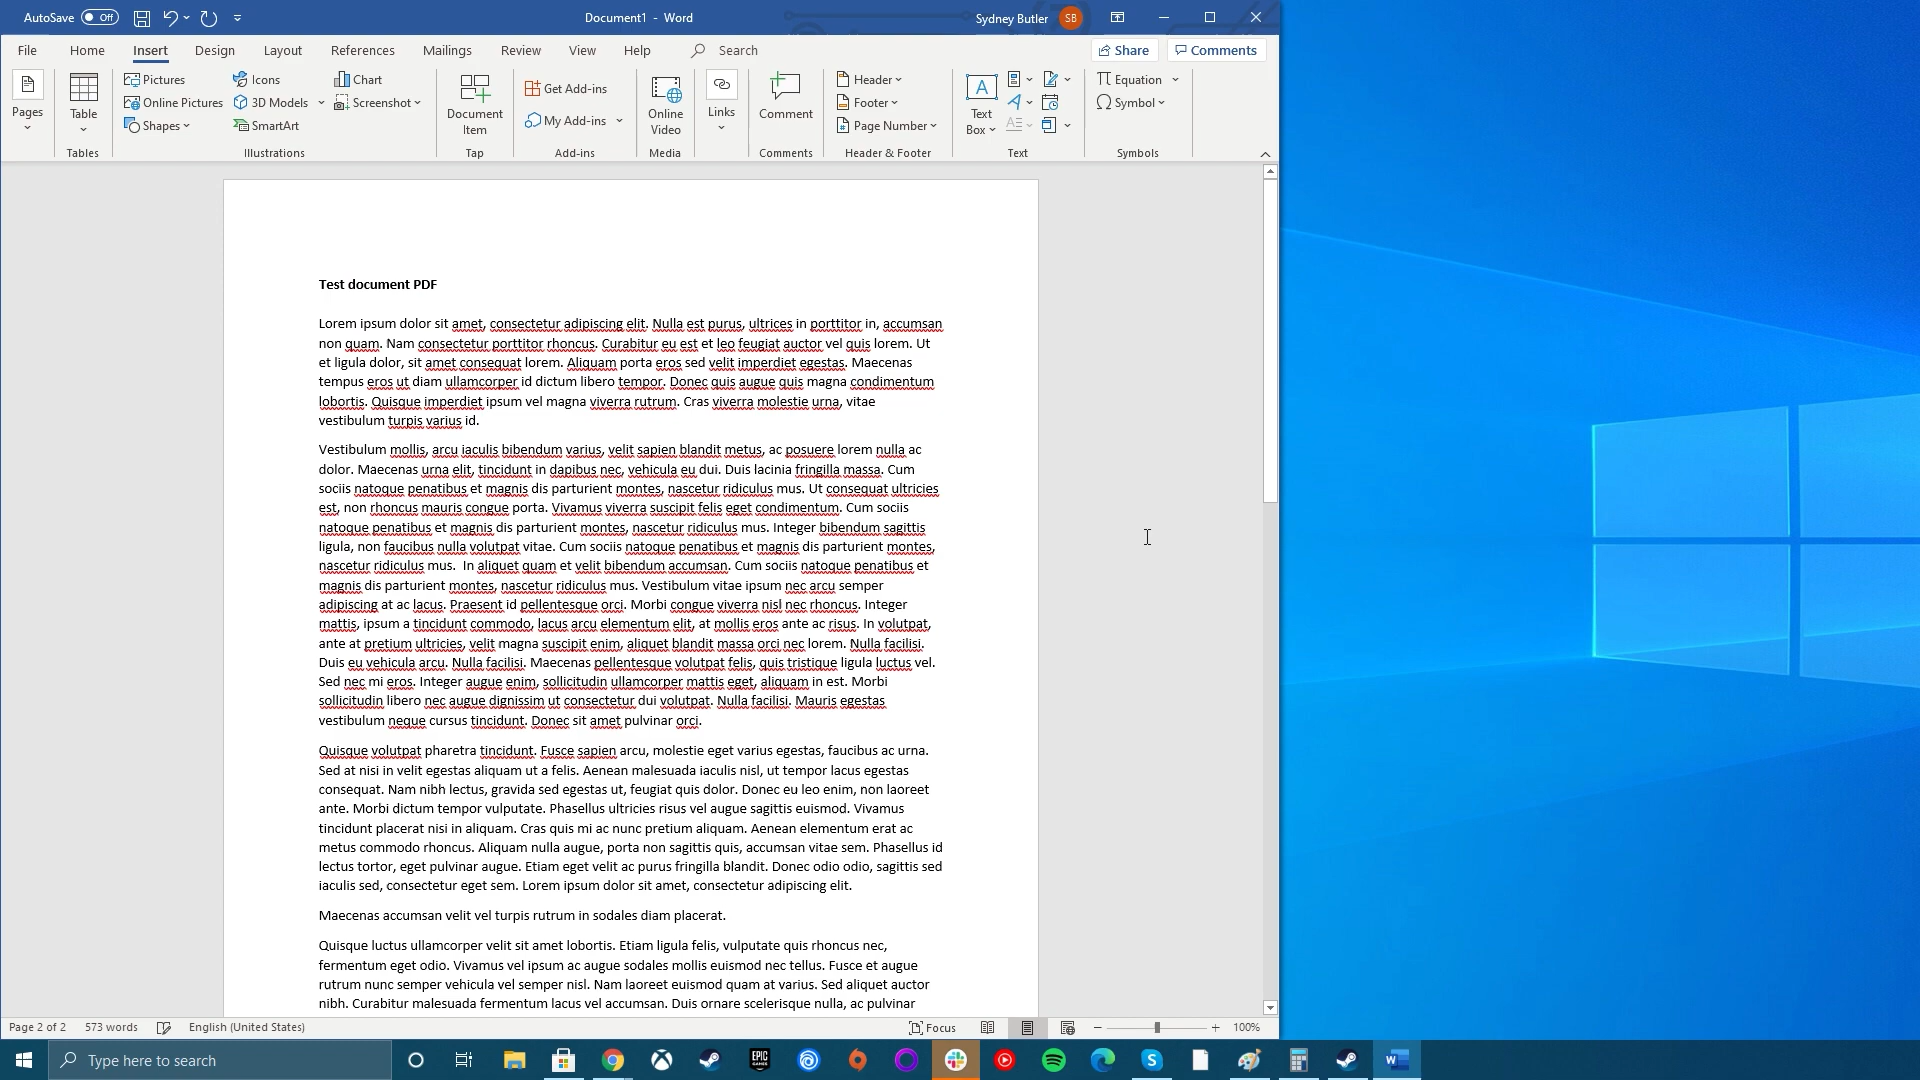 AutoSave Off Document1 - Word Sydney Butler SB
File Home Insert Design Layout References Mailings Review View Help Search Share Comments
Pages
Table
Tables
Pictures
Online Pictures
Shapes
Icons
3D Models
SmartArt
Chart
Screenshot
Illustrations
Document
Item
Tap
Get Add-ins
My Add-ins
Add-ins
Online
Video
Media
Links
Comment
Comments
Header
Footer
Page Number
Header & Footer
A
Text
Box
Text
Equation
Symbol
Symbols
Test document PDF
Lorem ipsum dolor sit amet, consectetur adipiscing elit. Nulla est purus, ultrices in porttitor in, accumsan
non quam. Nam consectetur porttitor rhoncus. Curabitur eu est et leo feugiat auctor vel quis lorem. Ut
et ligula dolor, sit amet consequat lorem. Aliquam porta eros sed velit imperdiet egestas. Maecenas
tempus eros ut diam ullamcorper id dictum libero tempor. Donec quis augue quis magna condimentum
lobortis. Quisque imperdiet ipsum vel magna viverra rutrum. Cras viverra molestie urna, vitae
vestibulum turpis varius id.
Vestibulum mollis, arcu iaculis bibendum varius, velit sapien blandit metus, ac posuere lorem nulla ac
dolor. Maecenas urna elit, tincidunt in dapibus nec, vehicula eu dui. Duis lacinia fringilla massa. Cum
sociis natoque penatibus et magnis dis parturient montes, nascetur ridiculus mus. Ut consequat ultricies
est, non rhoncus mauris congue porta. Vivamus viverra suscipit felis eget condimentum. Cum sociis
natoque penatibus et magnis dis parturient montes, nascetur ridiculus mus. Integer bibendum sagittis
ligula, non faucibus nulla volutpat vitae. Cum sociis natoque penatibus et magnis dis parturient montes,
nascetur ridiculus mus. In aliquet quam et velit bibendum accumsan. Cum sociis natoque penatibus et
magnis dis parturient montes, nascetur ridiculus mus. Vestibulum vitae ipsum nec arcu semper
adipiscing at ac lacus. Praesent id pellentesque orci. Morbi congue viverra nisl nec rhoncus. Integer
mattis, ipsum a tincidunt commodo, lacus arcu elementum elit, at mollis eros ante ac risus. In volutpat,
ante at pretium ultricies, velit magna suscipit enim, aliquet blandit massa orci nec lorem. Nulla facilisi.
Duis eu vehicula arcu. Nulla facilisi. Maecenas pellentesque volutpat felis, quis tristique ligula luctus vel.
Sed nec mi eros. Integer augue enim, sollicitudin ullamcorper mattis eget, aliquam in est. Morbi
sollicitudin libero nec augue dignissim ut consectetur dui volutpat. Nulla facilisi. Mauris egestas
vestibulum neque cursus tincidunt. Donec sit amet pulvinar orci.
Quisque volutpat pharetra tincidunt. Fusce sapien arcu, molestie eget varius egestas, faucibus ac urna.
Sed at nisi in velit egestas aliquam ut a felis. Aenean malesuada iaculis nisl, ut tempor lacus egestas
consequat. Nam nibh lectus, gravida sed egestas ut, feugiat quis dolor. Donec eu leo enim, non laoreet
ante. Morbi dictum tempor vulputate. Phasellus ultricies risus vel augue sagittis euismod. Vivamus
tincidunt placerat nisi in aliquam. Cras quis mi ac nunc pretium aliquam. Aenean elementum erat ac
metus commodo rhoncus. Aliquam nulla augue, porta non sagittis quis, accumsan vitae sem. Phasellus id
lectus tortor, eget pulvinar augue. Etiam eget velit ac purus fringilla blandit. Donec odio odio, sagittis sed
iaculis sed, consectetur eget sem. Lorem ipsum dolor sit amet, consectetur adipiscing elit.
Maecenas accumsan velit vel turpis rutrum in sodales diam placerat.
Quisque luctus ullamcorper velit sit amet lobortis. Etiam ligula felis, vulputate quis rhoncus nec,
fermentum eget odio. Vivamus vel ipsum ac augue sodales mollis euismod nec tellus. Fusce et augue
rutrum nunc semper vehicula vel semper nisl. Nam laoreet euismod quam at varius. Sed aliquet auctor
nibh. Curabitur malesuada fermentum lacus vel accumsan. Duis ornare scelerisque nulla, ac pulvinar
Page 2 of 2 573 words English (United States) Focus 100%
Type here to search EPIC GAMES